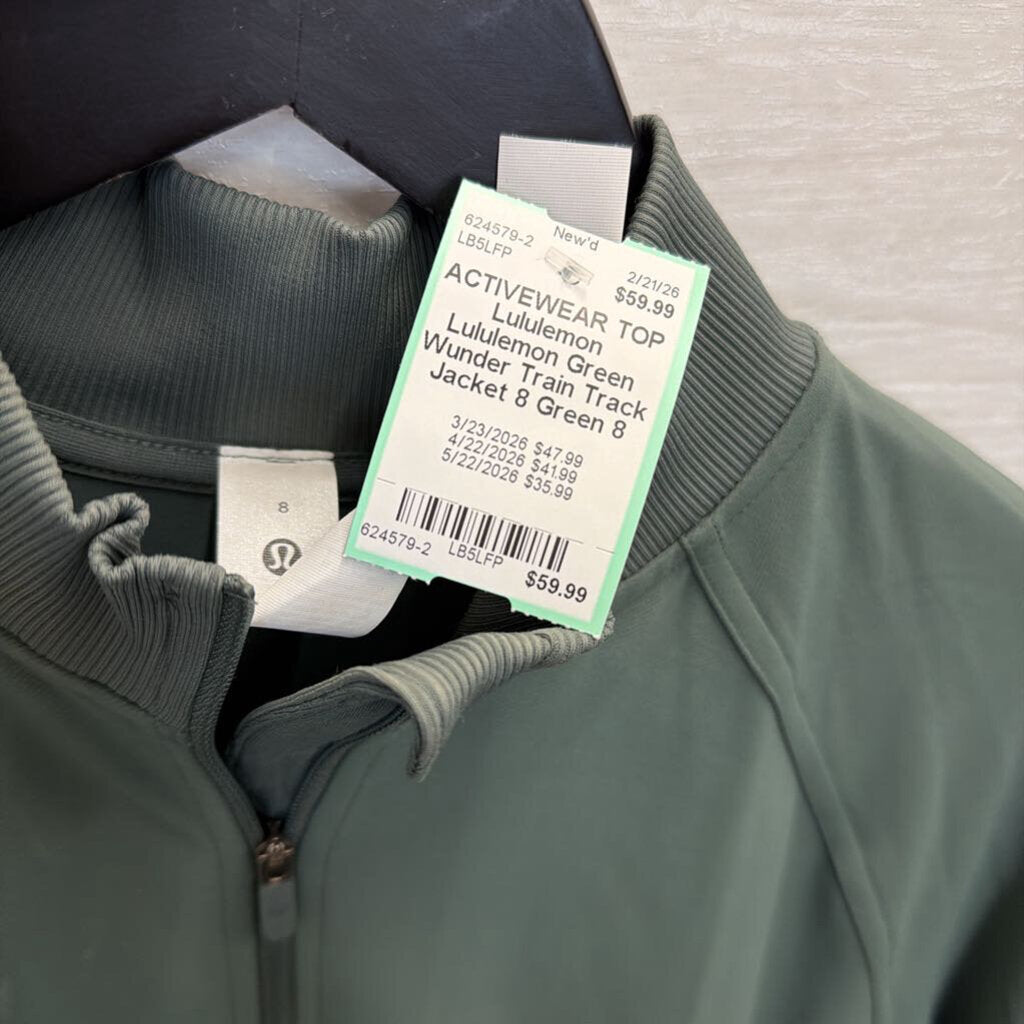 624579-2 New'd 2/21/26
LB5LFP $59.99
ACTIVEWEAR TOP
Lululemon
Lululemon Green
Wunder Train Track
Jacket 8 Green 8
3/23/2026 $47.99
4/22/2026 $41.99
5/22/2026 $35.99
624579-2 LB5LFP $59.99
8